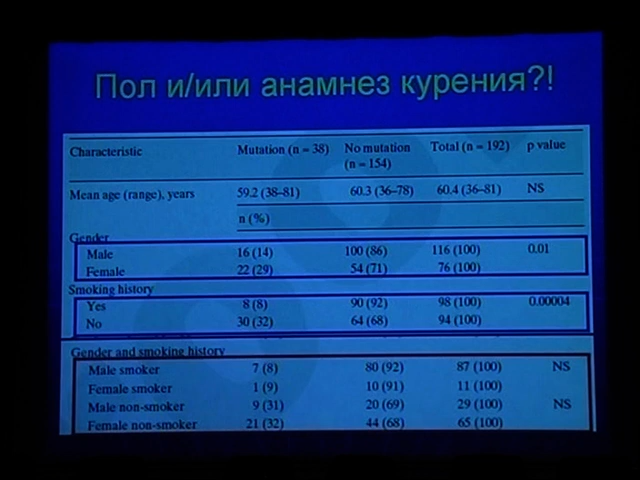 Пол и/или анамнез курения?!
Characteristic Mutation (n = 38) No mutation (n = 154) Total (n = 192) p value
Mean age (range), years 59.2 (38–81) 60.3 (36–78) 60.4 (36–81) NS
n (%)
Gender
Male 16 (14) 100 (86) 116 (100) 0.01
Female 22 (29) 54 (71) 76 (100)
Smoking history
Yes 8 (8) 90 (92) 98 (100) 0.00004
No 30 (32) 64 (68) 94 (100)
Gender and smoking history
Male smoker 7 (8) 80 (92) 87 (100) NS
Female smoker 1 (9) 10 (91) 11 (100)
Male non-smoker 9 (31) 20 (69) 29 (100) NS
Female non-smoker 21 (32) 44 (68) 65 (100)